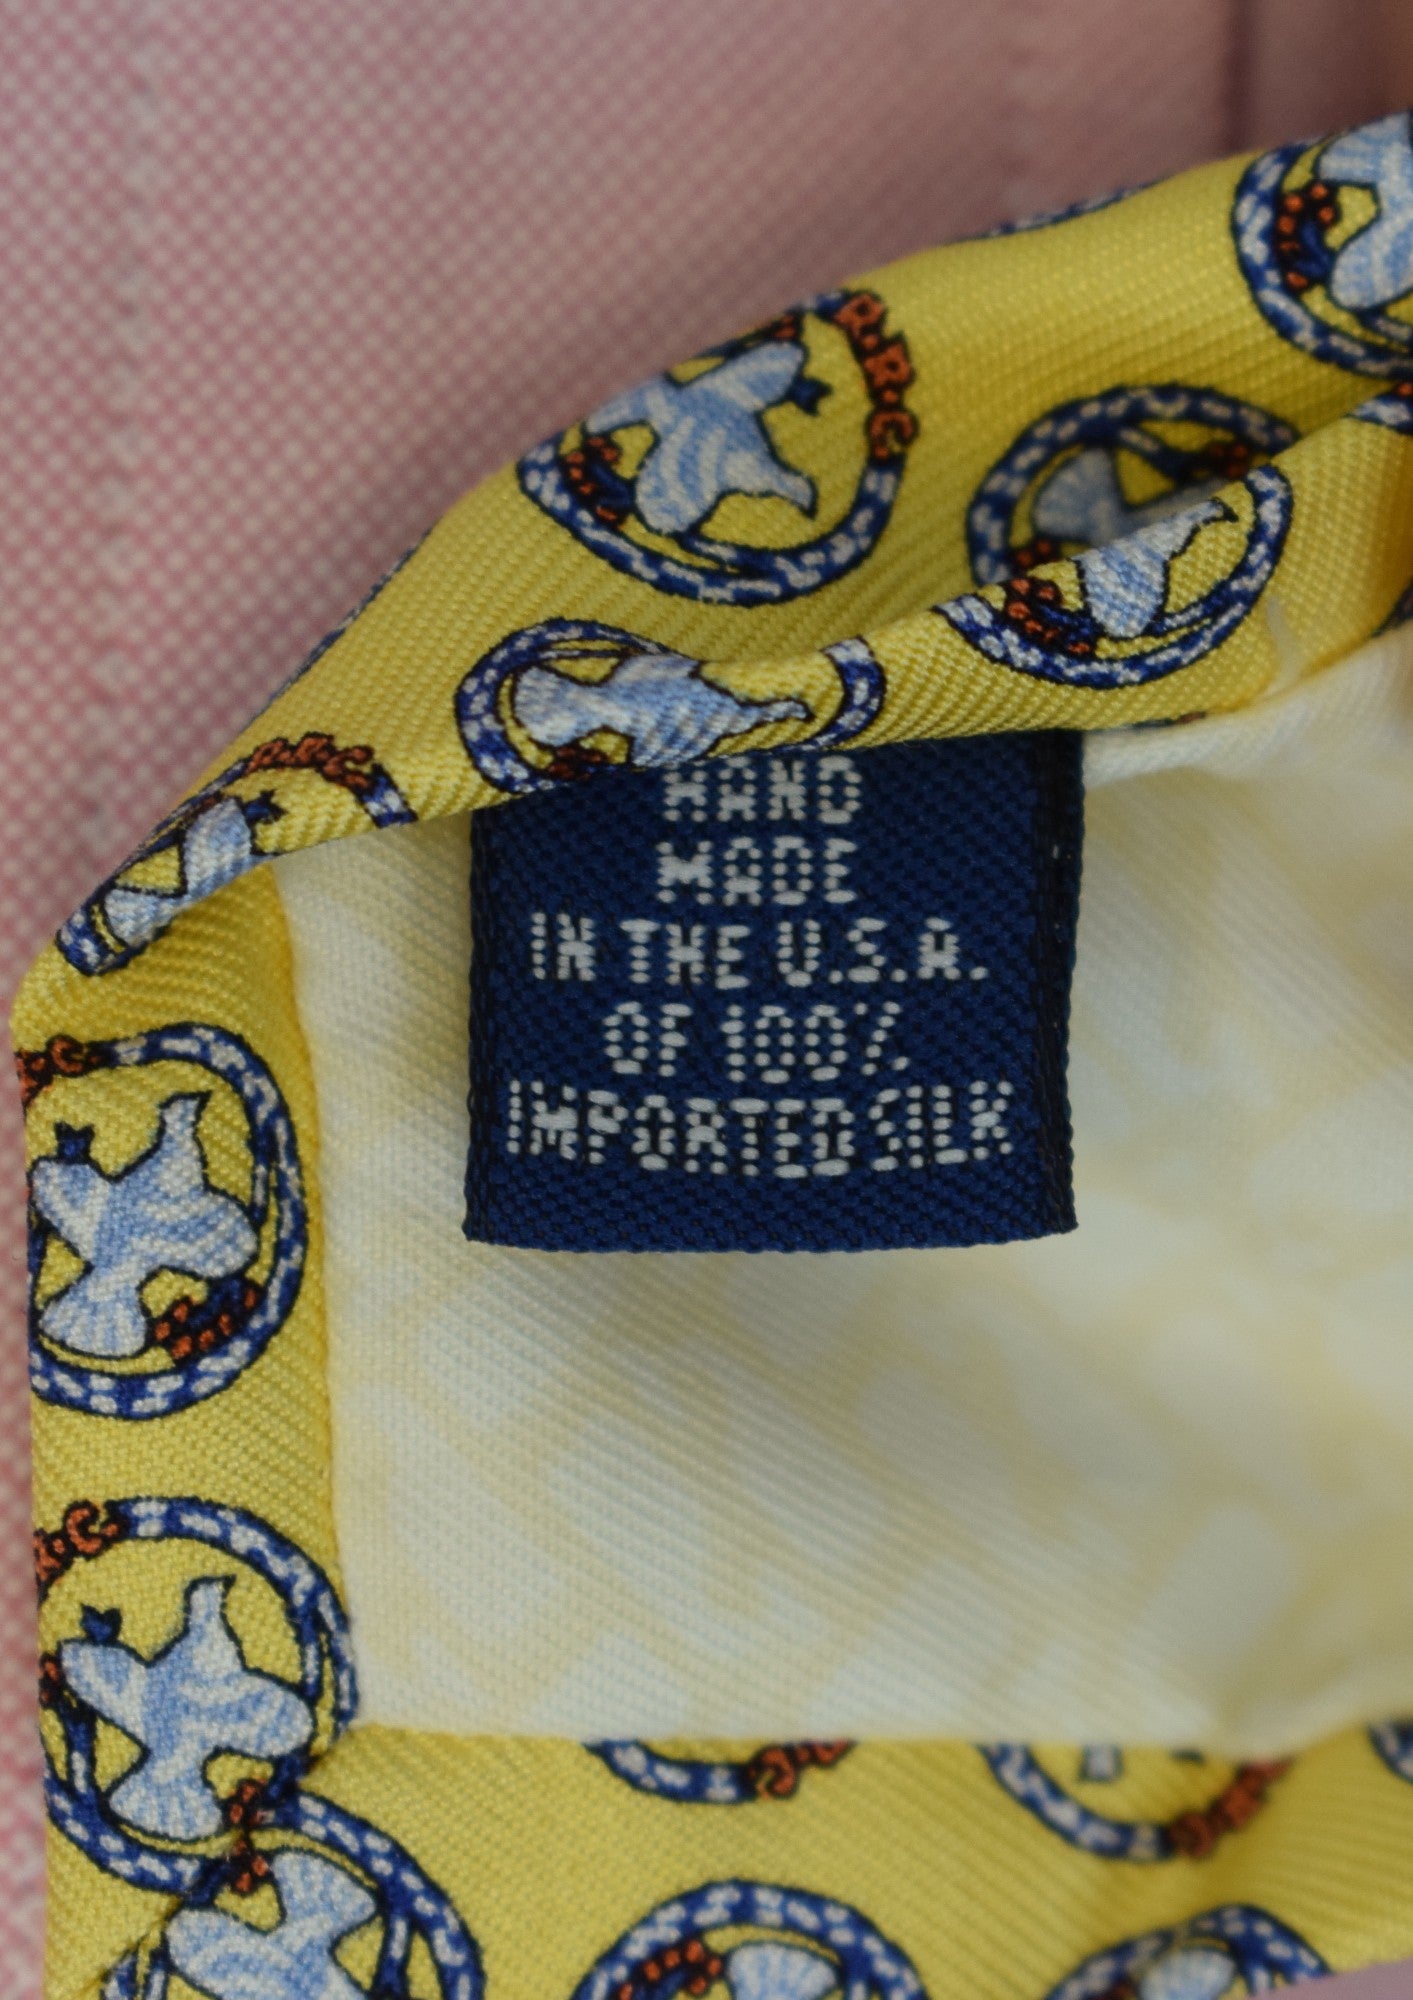 R.R.C
R.R.C
HAND
MADE
IN THE U.S.A.
OF 100%
IMPORTED SILK